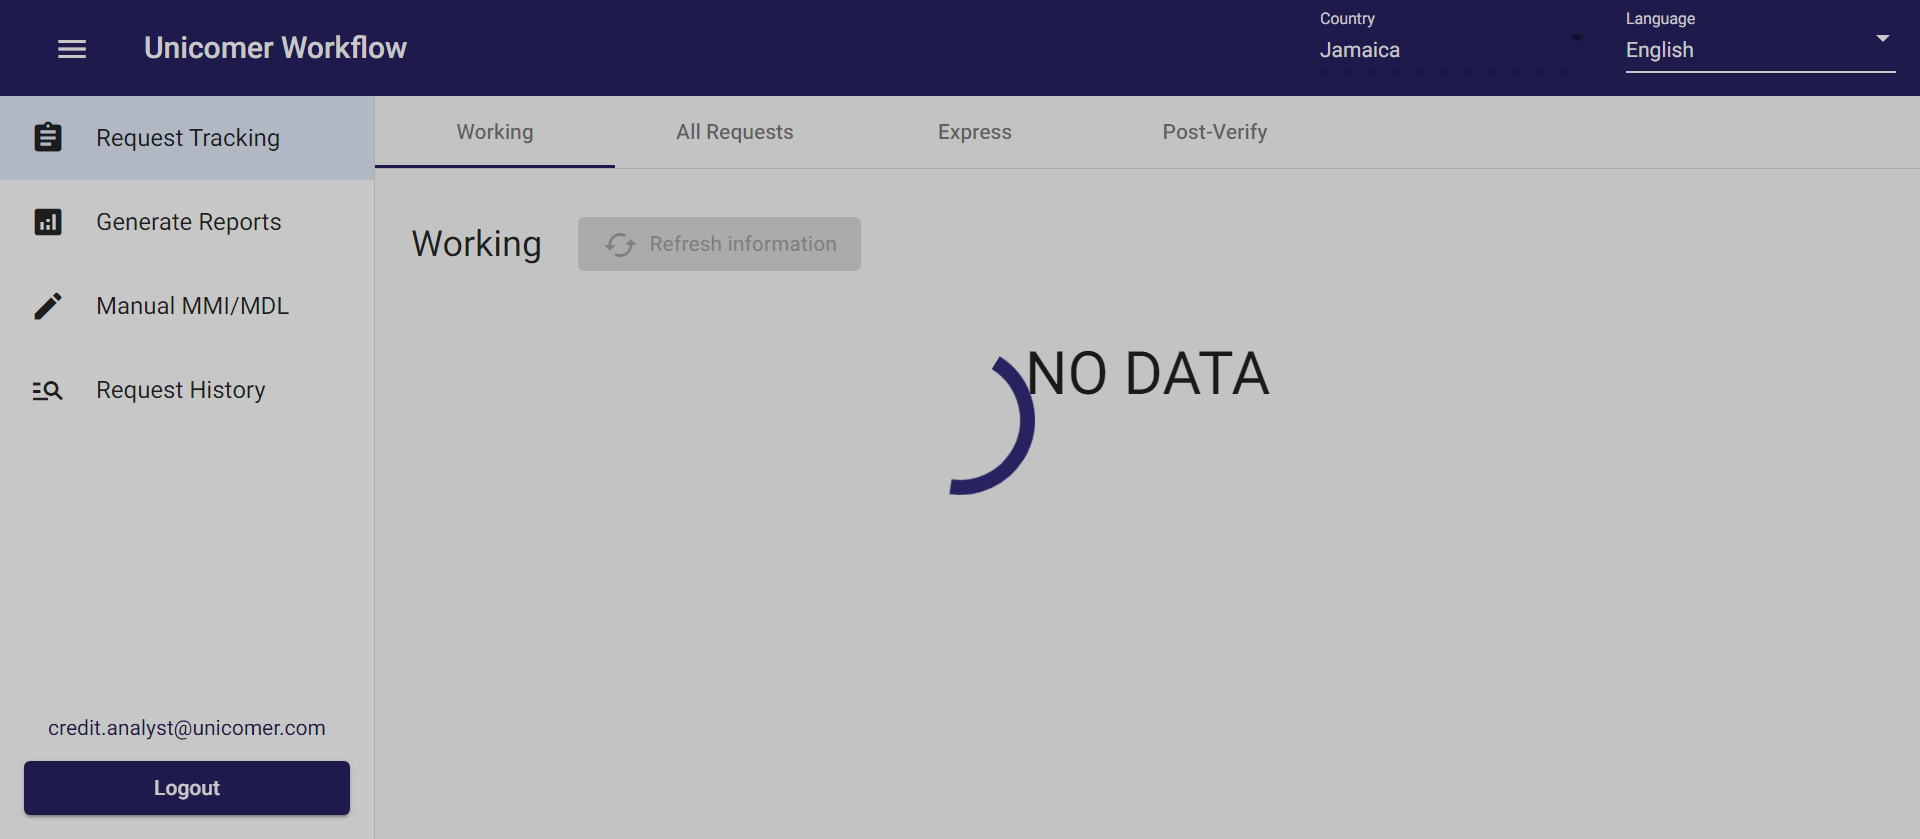 Unicomer Workflow
Country
Jamaica
Language
English
Request Tracking
Generate Reports
Manual MMI/MDL
Request History
credit.analyst@unicomer.com
Logout
Working
All Requests
Express
Post-Verify
Working
Refresh information
NO DATA